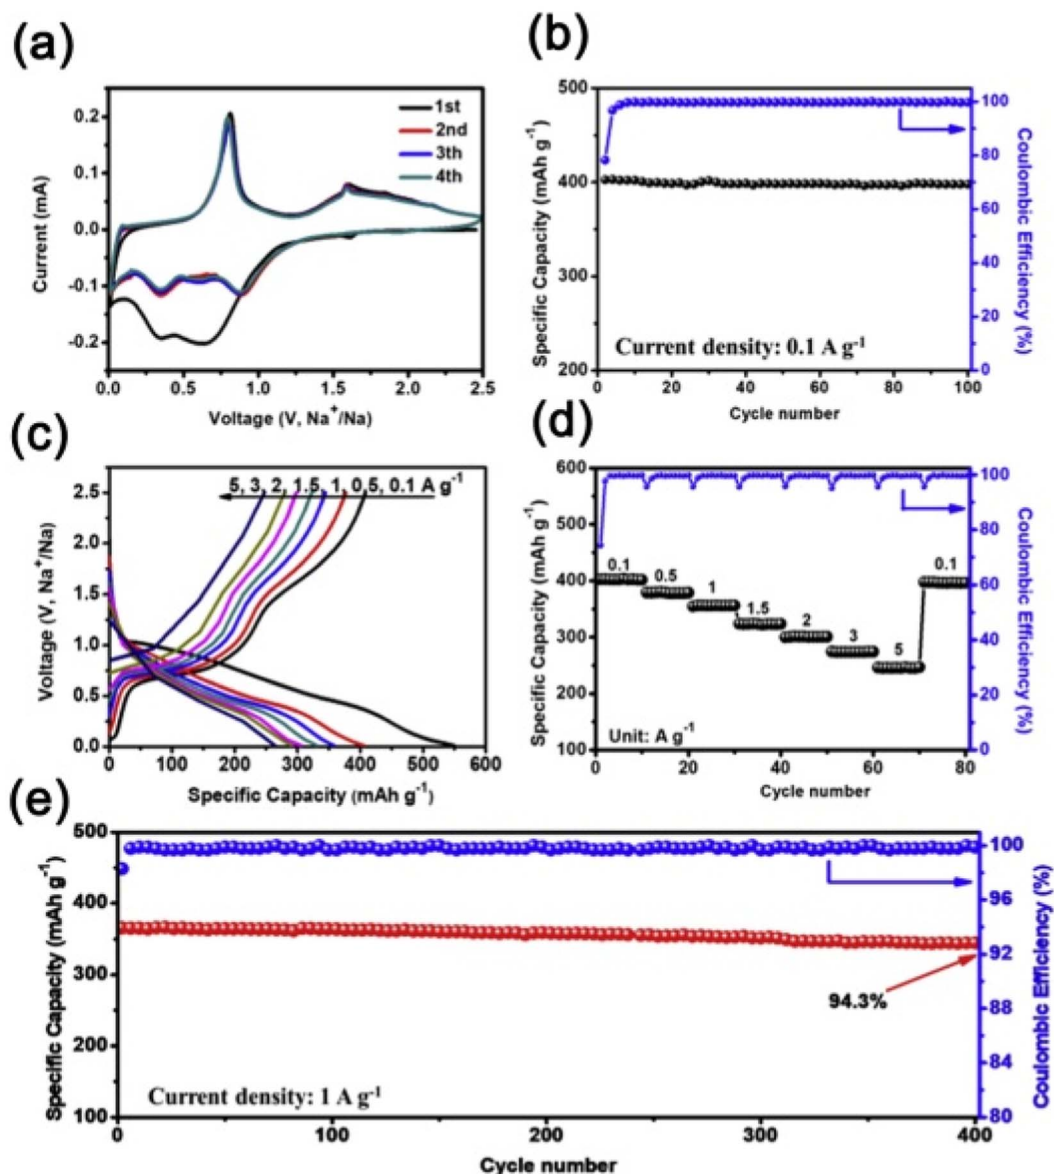 (a)
0.2
0.1
0.0
-0.1
-0.2
Current (mA)
1st
2nd
3th
4th
0.0 0.5 1.0 1.5 2.0 2.5
Voltage (V, Na⁺/Na)
(b)
500
400
300
200
Specific Capacity (mAh g⁻¹)
100
80
60
40
20
0
Coulombic Efficiency (%)
Current density: 0.1 A g⁻¹
0 20 40 60 80 100
Cycle number
(c)
2.5
2.0
1.5
1.0
0.5
0.0
Voltage (V, Na⁺/Na)
5, 3, 2, 1.5, 1, 0.5, 0.1 A g⁻¹
0 100 200 300 400 500 600
Specific Capacity (mAh g⁻¹)
(d)
600
500
400
300
200
100
Specific Capacity (mAh g⁻¹)
0.1
0.5
1
1.5
2
3
5
0.1
Unit: A g⁻¹
100
80
60
40
20
0
Coulombic Efficiency (%)
0 20 40 60 80
Cycle number
(e)
500
400
300
200
100
Specific Capacity (mAh g⁻¹)
94.3%
Current density: 1 A g⁻¹
100
96
92
88
84
80
Coulombic Efficiency (%)
0 100 200 300 400
Cycle number